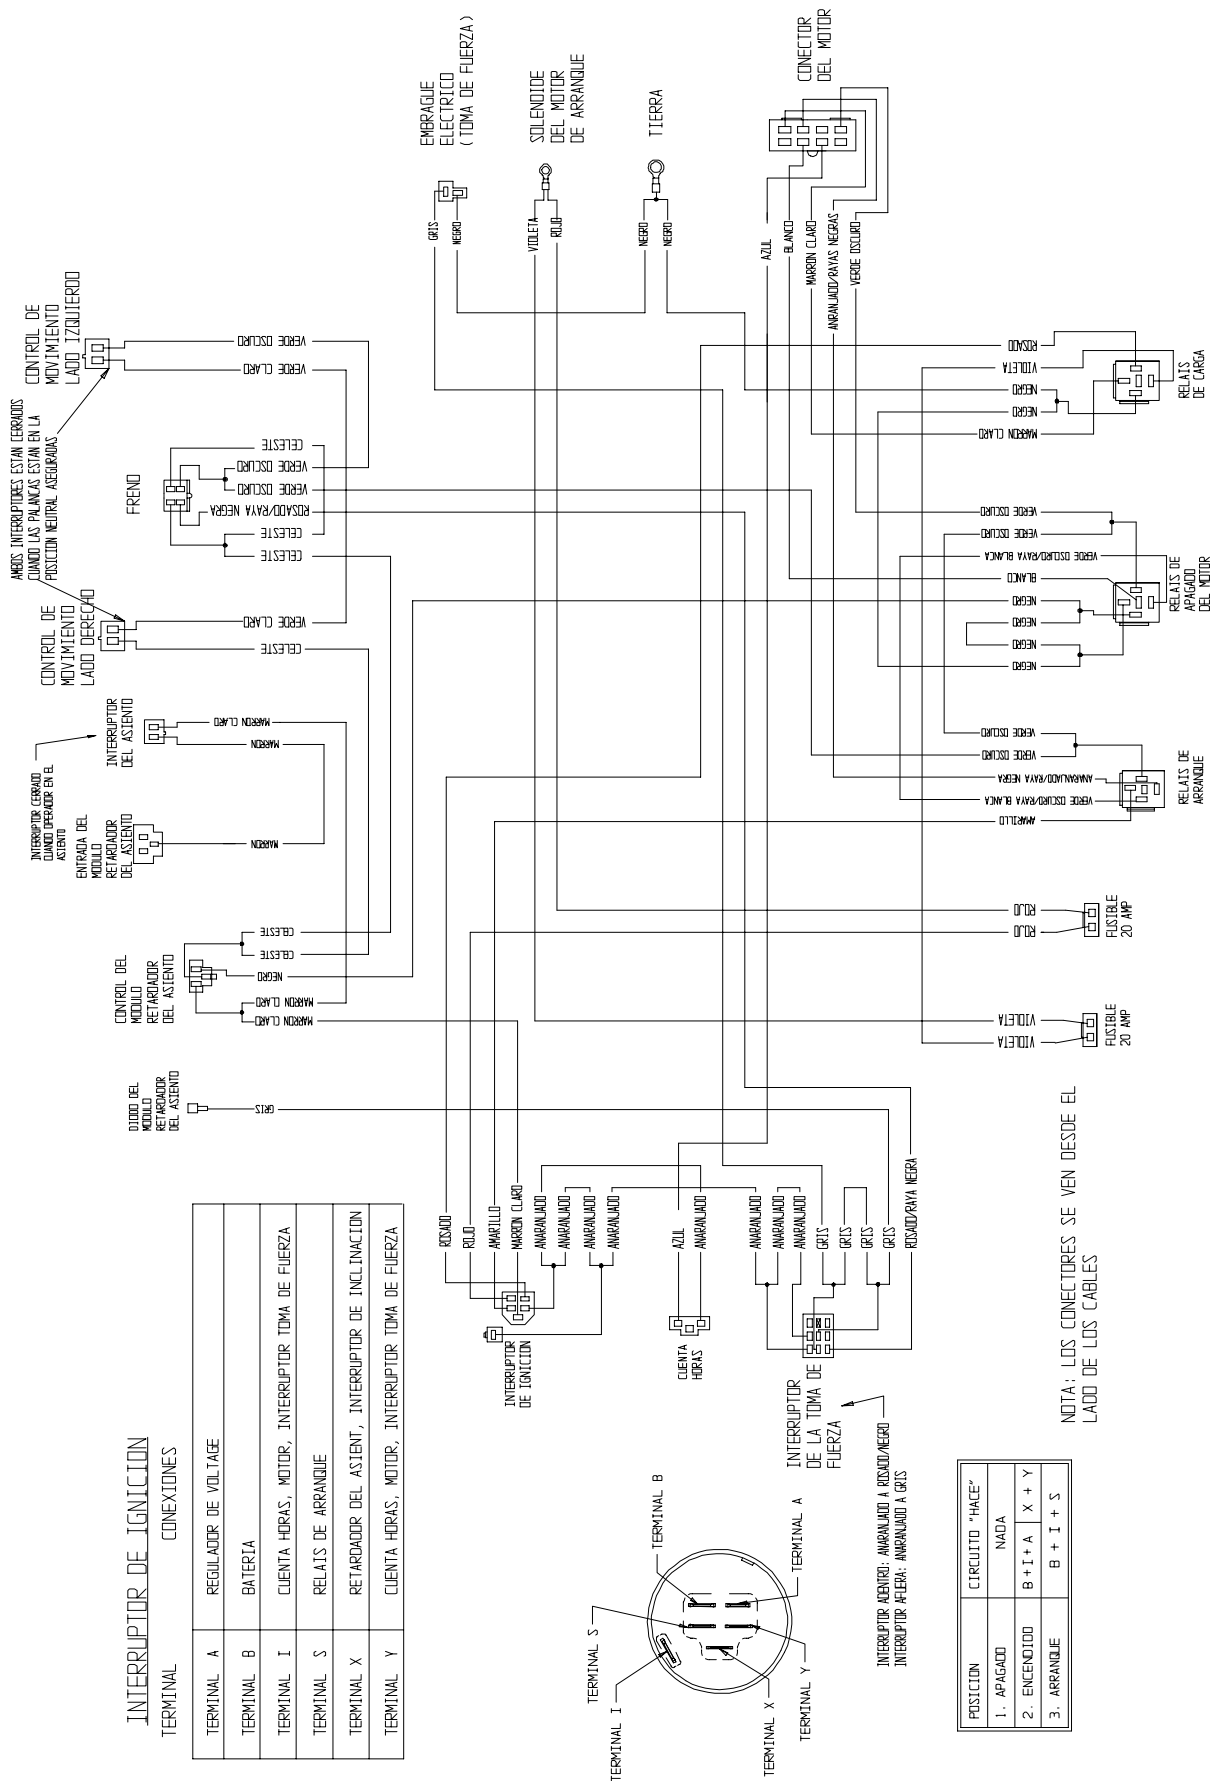 INTERRUPTOR DE IGNICION
TERMINAL CONEXIONES
TERMINAL A REGULADOR DE VOLTAGE
TERMINAL B BATERIA
TERMINAL I CUENTA HORAS, MOTOR, INTERRUPTOR TOMA DE FUERZA
TERMINAL S RELAIS DE ARRANQUE
TERMINAL X RETARDADOR DEL ASIENT, INTERRUPTOR DE INCLINACION
TERMINAL Y CUENTA HORAS, MOTOR, INTERRUPTOR TOMA DE FUERZA
DIODO DEL
MODULO
RETARDADOR
DEL ASIENTO
GRIS
CONTROL DEL
MODULO
RETARDADOR
DEL ASIENTO
CELESTE
CELESTE
NEGRO
MARRON CLARO
MARRON CLARO
INTERRUPTOR CERRADO
CUANDO OPERADOR EN EL
ASIENTO
ENTRADA DEL
MODULO
RETARDADOR
DEL ASIENTO
MARRON
INTERRUPTOR
DEL ASIENTO
MARRON CLARO
MARRON
CONTROL DE
MOVIMIENTO
LADO DERECHO
VERDE CLARO
CELESTE
AMBOS INTERRUPTORES ESTAN CERRADOS
CUANDO LAS PALANCAS ESTAN EN LA
POSICION NEUTRAL ASEGURADAS
FRENO
CELESTE
VERDE OSCURO
VERDE OSCURO
ROSADO/RAYA NEGRA
CELESTE
CELESTE
CONTROL DE
MOVIMIENTO
LADO IZQUIERDO
VERDE OSCURO
VERDE CLARO
EMBRAGUE
ELECTRICO
(TOMA DE FUERZA)
GRIS
NEGRO
SOLENOIDE
DEL MOTOR
DE ARRANQUE
VIOLETA
ROJO
TIERRA
NEGRO
NEGRO
CONECTOR
DEL MOTOR
AZUL
BLANCO
MARRON CLARO
ANRANJADO/RAYAS NEGRAS
VERDE OSCURO
ROSADO
VIOLETA
NEGRO
NEGRO
MARRON CLARO
RELAIS
DE CARGA
VERDE OSCURO
VERDE OSCURO
VERDE OSCURO/RAYA BLANCA
BLANCO
NEGRO
NEGRO
NEGRO
NEGRO
RELAIS DE
APAGADO
DEL MOTOR
VERDE OSCURO
VERDE OSCURO
ANARANJADO/RAYA NEGRA
VERDE OSCURO/RAYA BLANCA
AMARILLO
RELAIS DE
ARRANQUE
ROJO
ROJO
FUSIBLE
20 AMP
VIOLETA
VIOLETA
FUSIBLE
20 AMP
ROSADO
ROJO
AMARILLO
MARRON CLARO
ANARANJADO
ANARANJADO
ANARANJADO
ANARANJADO
INTERRUPTOR
DE IGNICION
AZUL
ANARANJADO
CUENTA
HORAS
ANARANJADO
ANARANJADO
ANARANJADO
GRIS
GRIS
GRIS
GRIS
ROSADO/RAYA NEGRA
INTERRUPTOR
DE LA TOMA DE
FUERZA
INTERRUPTOR ADENTRO: ANARANJADO A ROSADO/NEGRO
INTERRUPTOR AFUERA: ANARANJADO A GRIS
TERMINAL I
TERMINAL S
TERMINAL B
TERMINAL A
TERMINAL Y
TERMINAL X
NOTA: LOS CONECTORES SE VEN DESDE EL
LADO DE LOS CABLES
POSICION CIRCUITO "HACE"
1. APAGADO NADA
2. ENCENDIDO B+I+A X + Y
3. ARRANQUE B + I + S